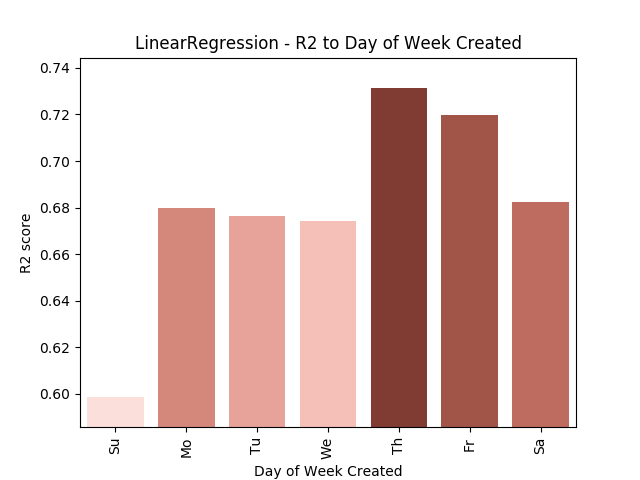 LinearRegression - R2 to Day of Week Created
0.74
0.72
0.70
0.68
0.66
0.64
0.62
0.60
R2 score
Su
Mo
Tu
We
Th
Fr
Sa
Day of Week Created